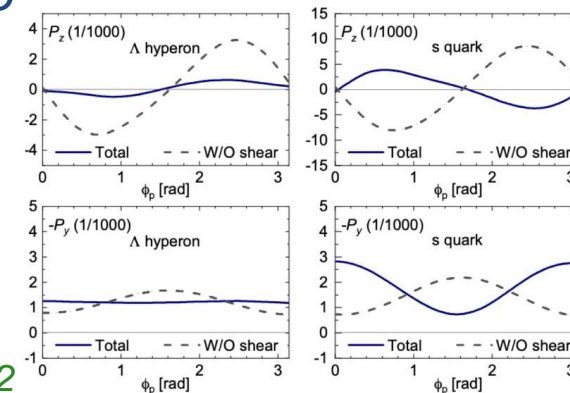 P_z (1/1000)
Λ hyperon
4
2
0
-2
-4
Total
W/O shear
0
1
2
3
ϕ_p [rad]
P_z (1/1000)
s quark
15
10
5
0
-5
-10
-15
Total
W/O shear
0
1
2
3
ϕ_p [rad]
-P_y (1/1000)
Λ hyperon
5
4
3
2
1
0
-1
Total
W/O shear
0
1
2
3
ϕ_p [rad]
-P_y (1/1000)
s quark
5
4
3
2
1
0
-1
Total
W/O shear
0
1
2
3
ϕ_p [rad]
2